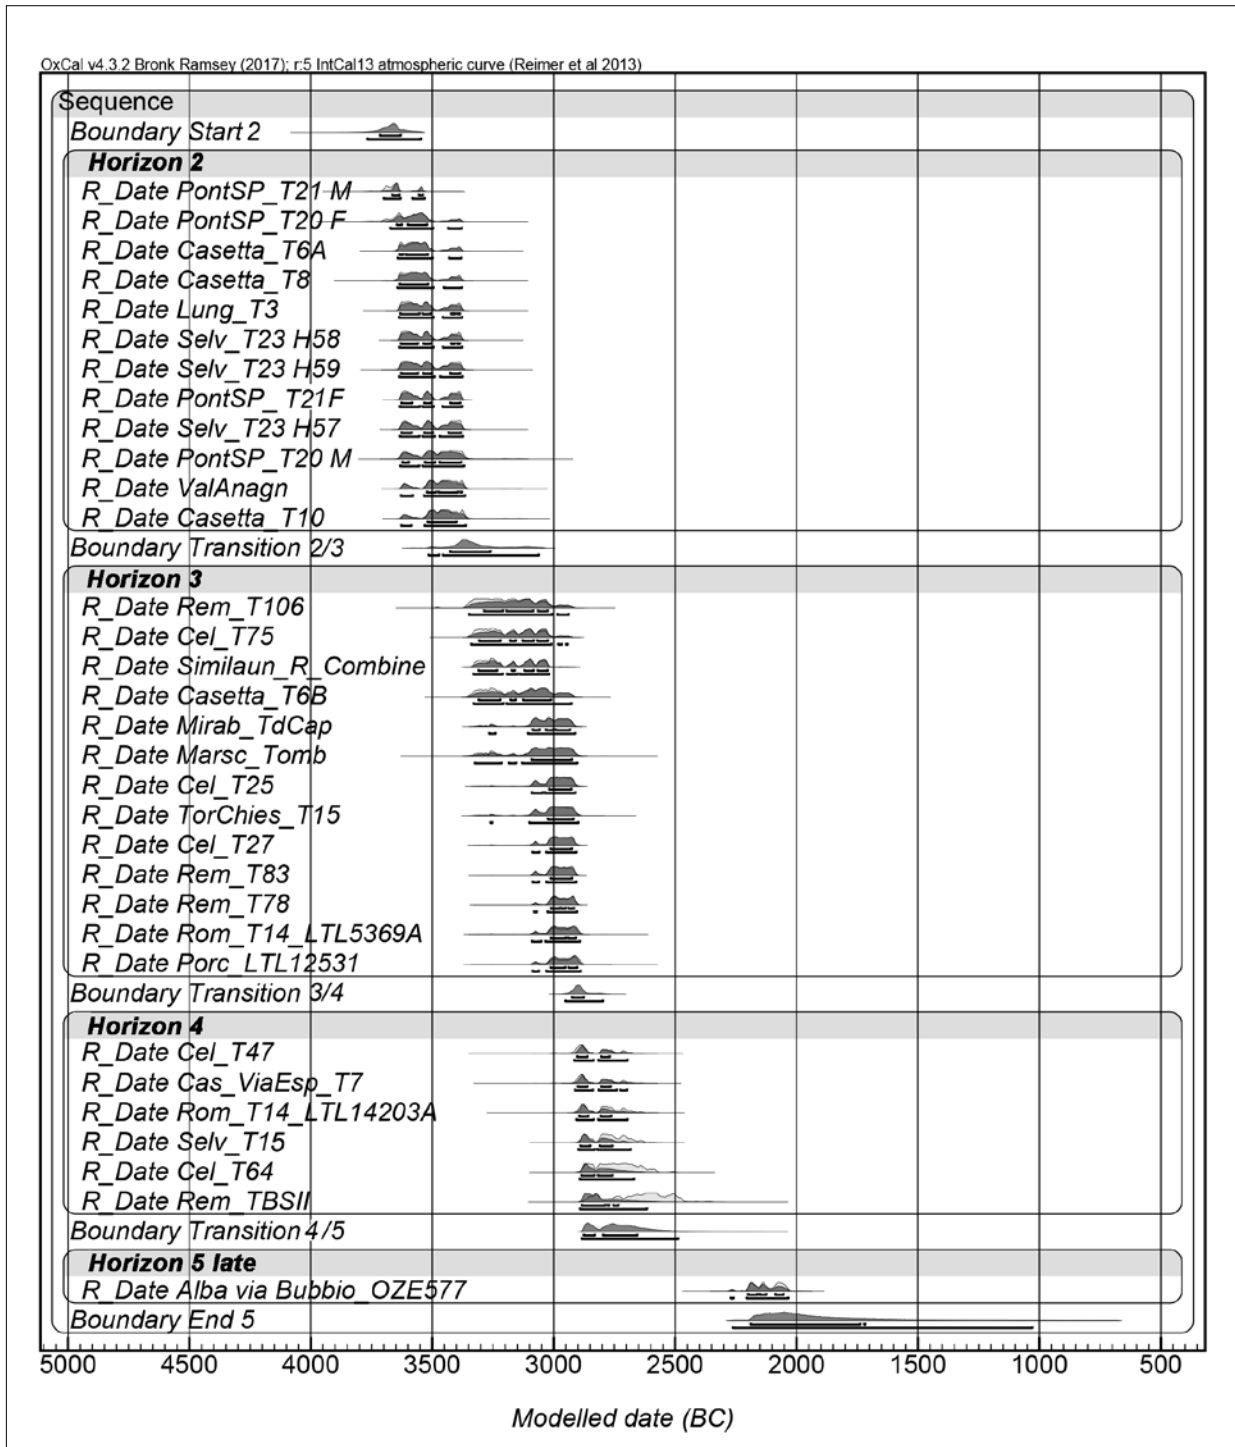 OxCal v4.3.2 Bronk Ramsey (2017); r:5 IntCal13 atmospheric curve (Reimer et al 2013)
Sequence
Boundary Start 2
Horizon 2
R_Date PontSP_T21 M
R_Date PontSP_T20 F
R_Date Casetta_T6A
R_Date Casetta_T8
R_Date Lung_T3
R_Date Selv_T23 H58
R_Date Selv_T23 H59
R_Date PontSP_ T21F
R_Date Selv_T23 H57
R_Date PontSP_T20 M
R_Date ValAnagn
R_Date Casetta_T10
Boundary Transition 2/3
Horizon 3
R_Date Rem_T106
R_Date Cel_T75
R_Date Similaun_R_Combine
R_Date Casetta_T6B
R_Date Mirab_TdCap
R_Date Marsc_Tomb
R_Date Cel_T25
R_Date TorChies_T15
R_Date Cel_T27
R_Date Rem_T83
R_Date Rem_T78
R_Date Rom_T14_LTL5369A
R_Date Porc_LTL12531
Boundary Transition 3/4
Horizon 4
R_Date Cel_T47
R_Date Cas_ViaEsp_T7
R_Date Rom_T14_LTL14203A
R_Date Selv_T15
R_Date Cel_T64
R_Date Rem_TBSII
Boundary Transition 4/5
Horizon 5 late
R_Date Alba via Bubbio_OZE577
Boundary End 5
5000 4500 4000 3500 3000 2500 2000 1500 1000 500
Modelled date (BC)